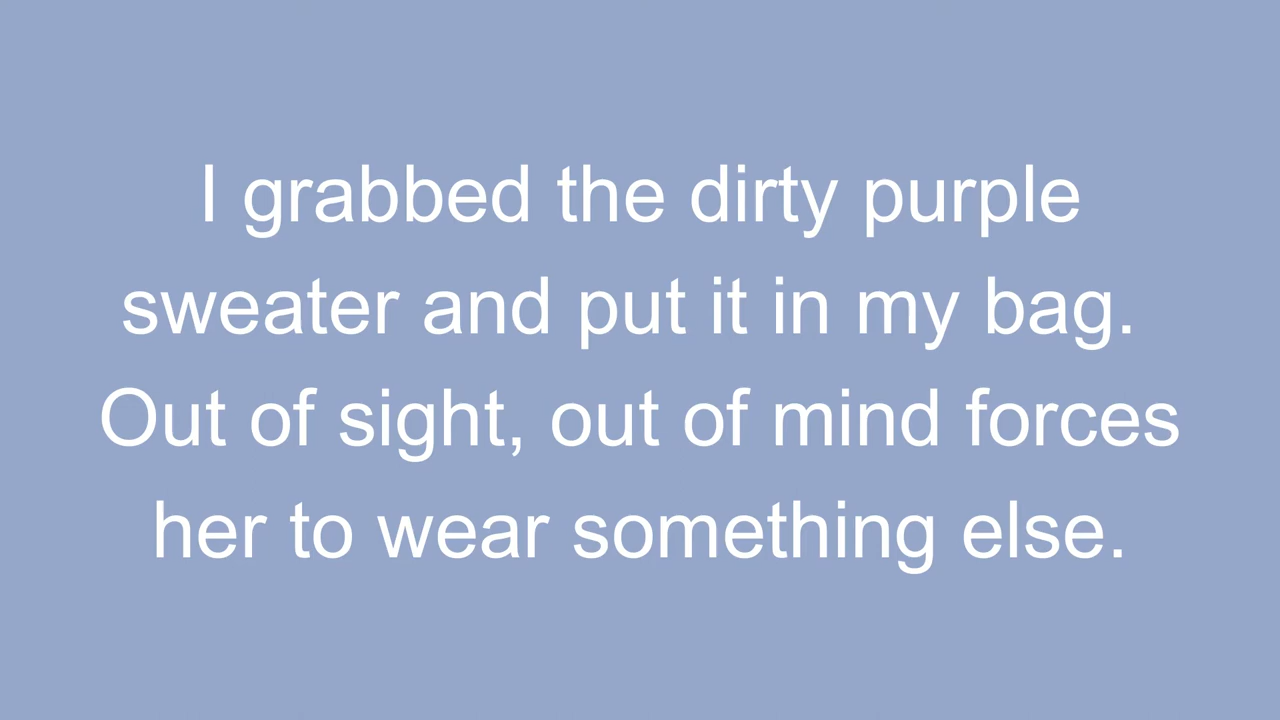 I grabbed the dirty purple
sweater and put it in my bag.
Out of sight, out of mind forces
her to wear something else.